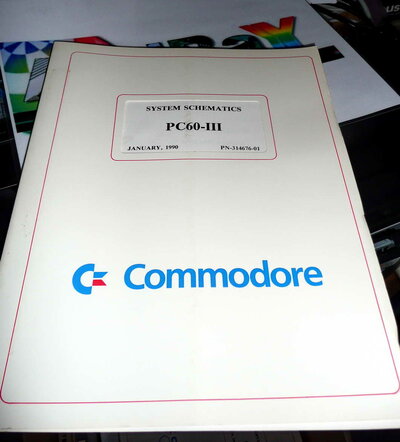 SYSTEM SCHEMATICS
PC60-III
JANUARY, 1990 PN-314676-01
Commodore